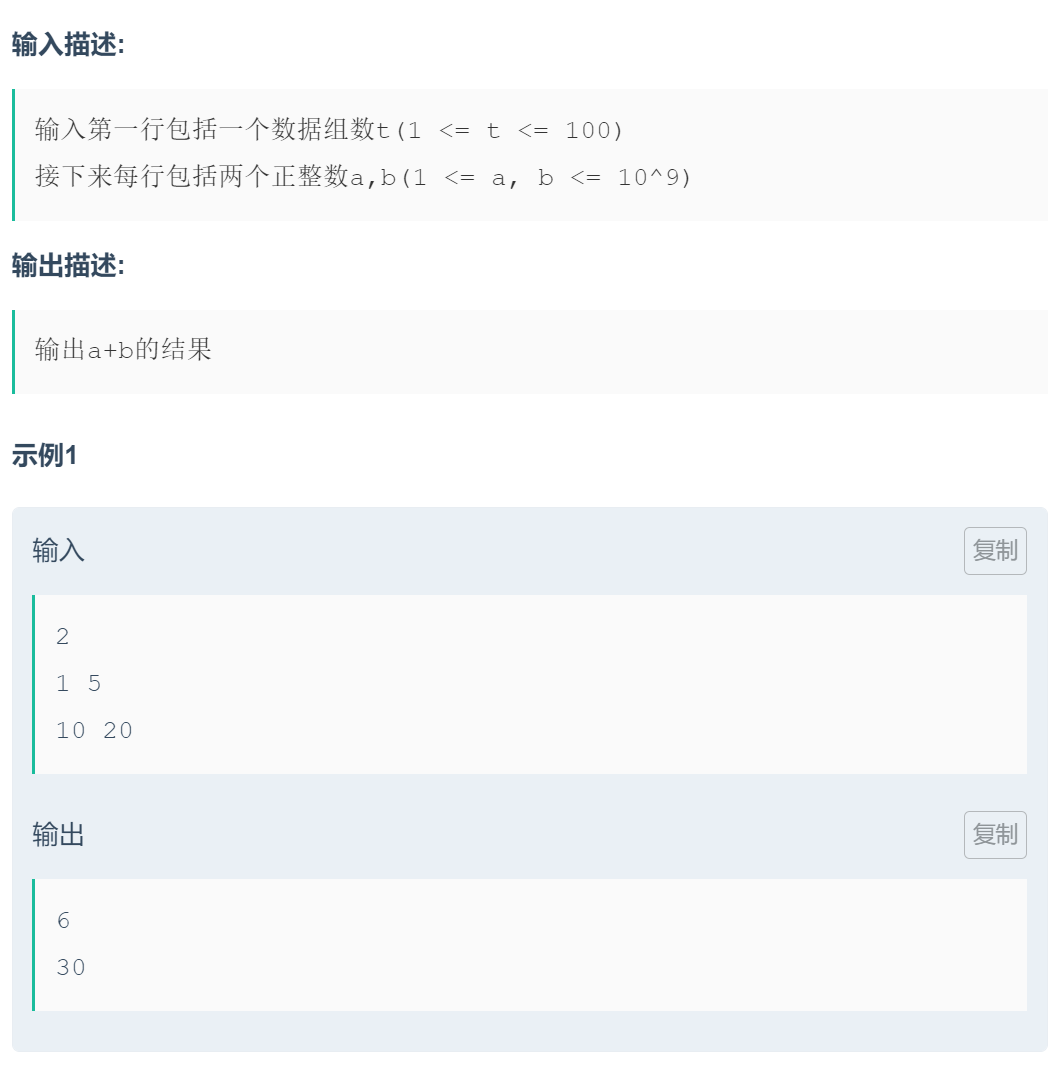 输入描述:
输入第一行包括一个数据组数t(1 <= t <= 100)
接下来每行包括两个正整数a,b(1 <= a, b <= 10^9)
输出描述:
输出a+b的结果
示例1
输入
复制
2
1 5
10 20
输出
复制
6
30